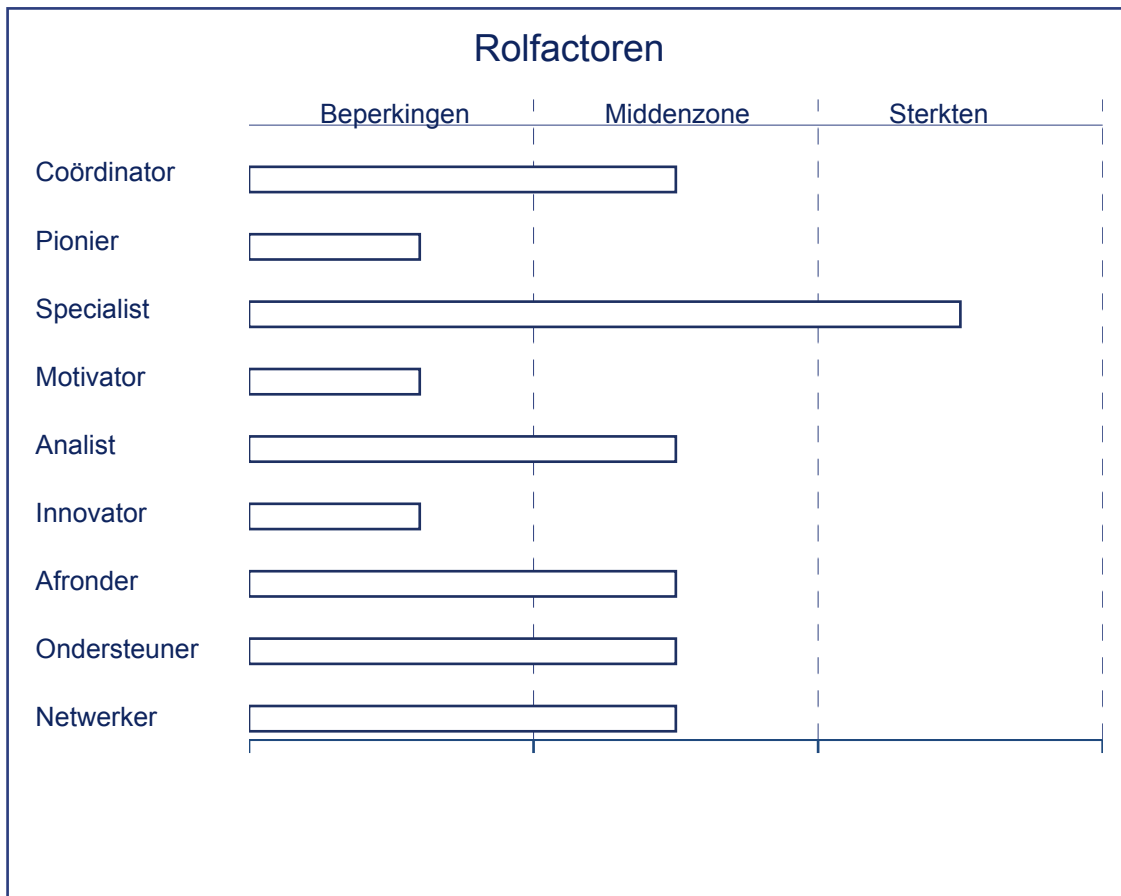 Rolfactoren
Beperkingen Middenzone Sterkten
Coördinator
Pionier
Specialist
Motivator
Analist
Innovator
Afronder
Ondersteuner
Netwerker